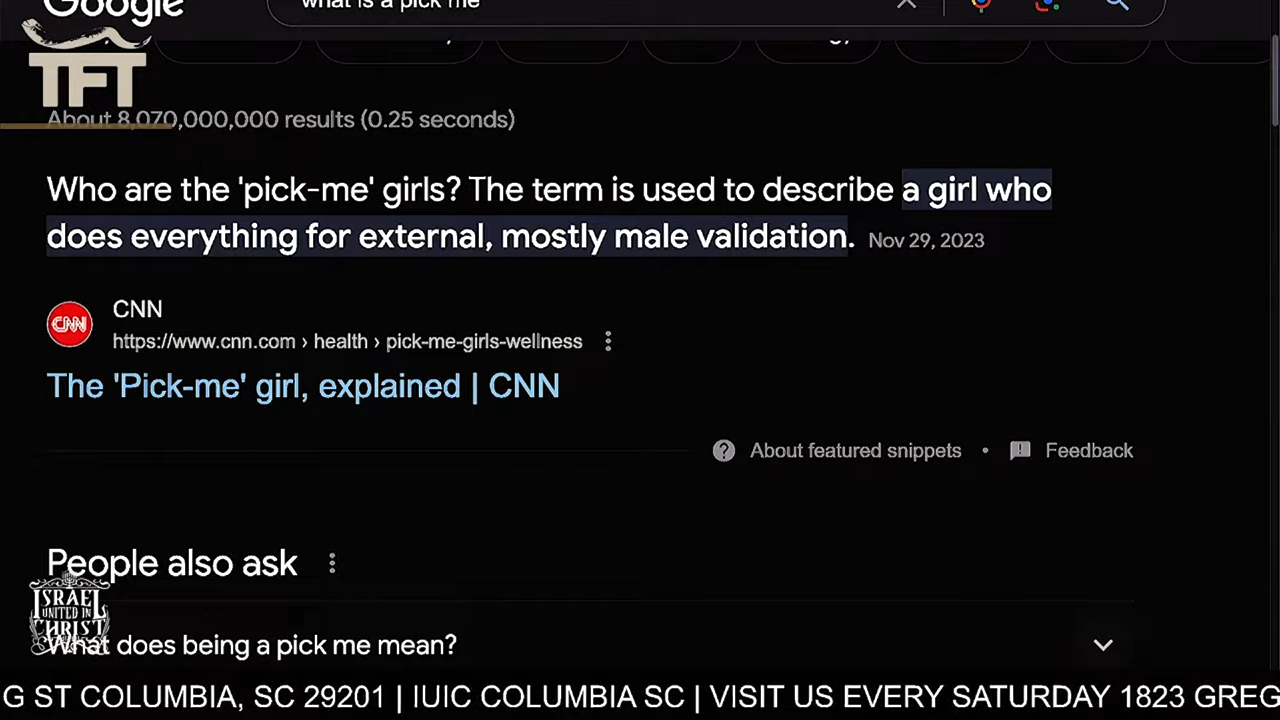 Google
what is a pick me
TFT
About 8,070,000,000 results (0.25 seconds)
Who are the 'pick-me' girls? The term is used to describe a girl who
does everything for external, mostly male validation. Nov 29, 2023
CNN
CNN
https://www.cnn.com › health › pick-me-girls-wellness
The 'Pick-me' girl, explained | CNN
About featured snippets • Feedback
People also ask
ISRAEL
UNITED IN
CHRIST
What does being a pick me mean?
G ST COLUMBIA, SC 29201 | IUIC COLUMBIA SC | VISIT US EVERY SATURDAY 1823 GREG